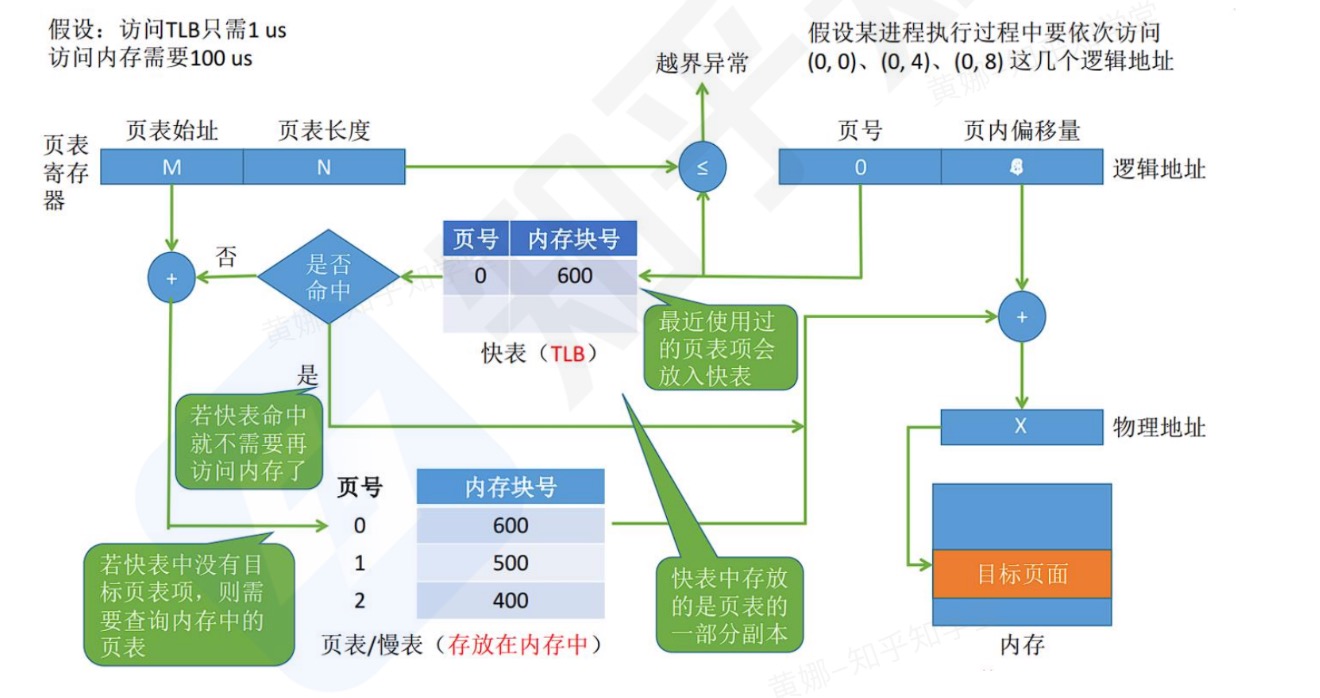 假设：访问TLB只需1 us
访问内存需要100 us
假设某进程执行过程中要依次访问
(0, 0)、(0, 4)、(0, 8) 这几个逻辑地址
越界异常
页表始址
页表长度
页号
页内偏移量
页表
寄存
器
M
N
≤
0
逻辑地址
页号
内存块号
0
600
快表（TLB）
+
否
是否
命中
是
+
最近使用过
的页表项会
放入快表
若快表命中
就不需要再
访问内存了
X
物理地址
页号
内存块号
0
600
1
500
2
400
页表/慢表（存放在内存中）
若快表中没有目
标页表项，则需
要查询内存中的
页表
快表中存放
的是页表的
一部分副本
目标页面
内存
知乎
黄娜-知乎知学